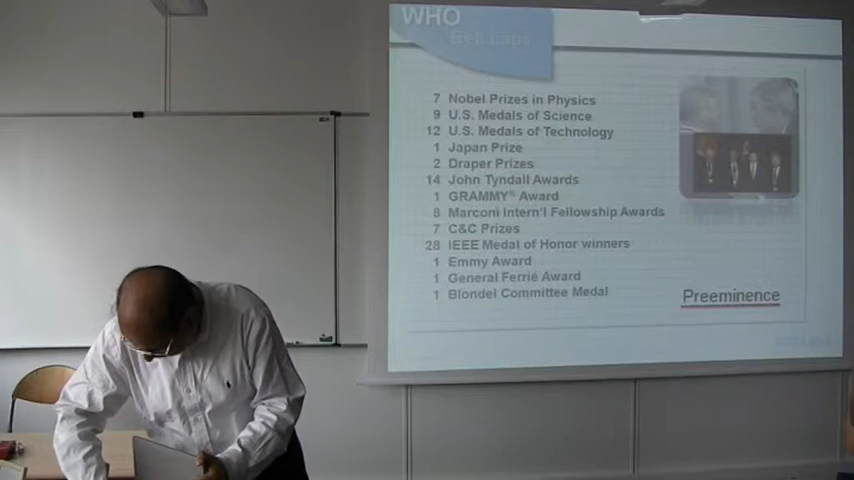 WHO
Bell Labs
7 Nobel Prizes in Physics
9 U.S. Medals of Science
12 U.S. Medals of Technology
1 Japan Prize
2 Draper Prizes
14 John Tyndall Awards
1 GRAMMY® Award
8 Marconi Intern'l Fellowship Awards
7 C&C Prizes
28 IEEE Medal of Honor winners
1 Emmy Award
1 General Ferrié Award
1 Blondel Committee Medal
Preeminence